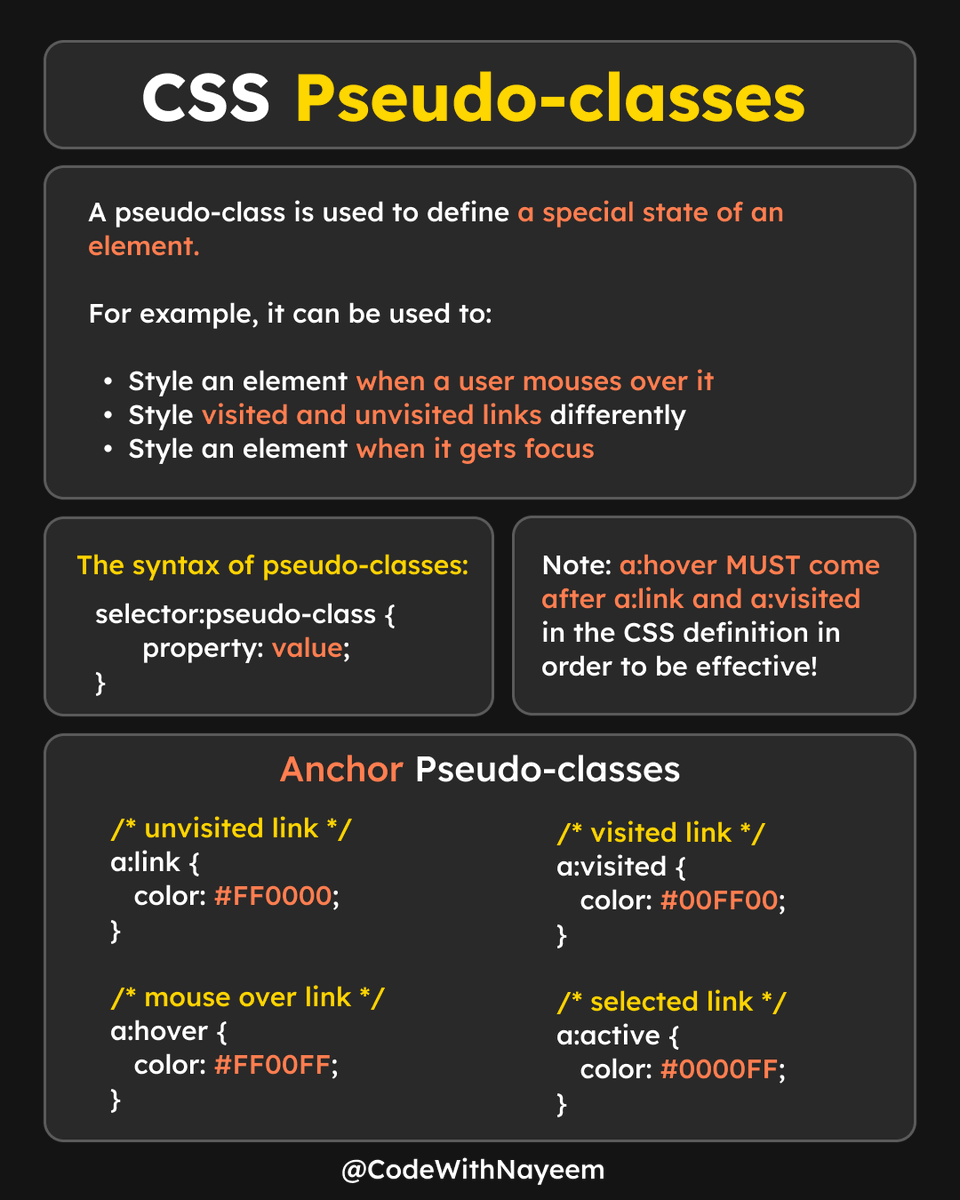 CSS Pseudo-classes
A pseudo-class is used to define a special state of an
element.
For example, it can be used to:
• Style an element when a user mouses over it
• Style visited and unvisited links differently
• Style an element when it gets focus
The syntax of pseudo-classes:
selector:pseudo-class {
property: value;
}
Note: a:hover MUST come
after a:link and a:visited
in the CSS definition in
order to be effective!
Anchor Pseudo-classes
/* unvisited link */
a:link {
color: #FF0000;
}
/* visited link */
a:visited {
color: #00FF00;
}
/* mouse over link */
a:hover {
color: #FF00FF;
}
/* selected link */
a:active {
color: #0000FF;
}
@CodeWithNayeem